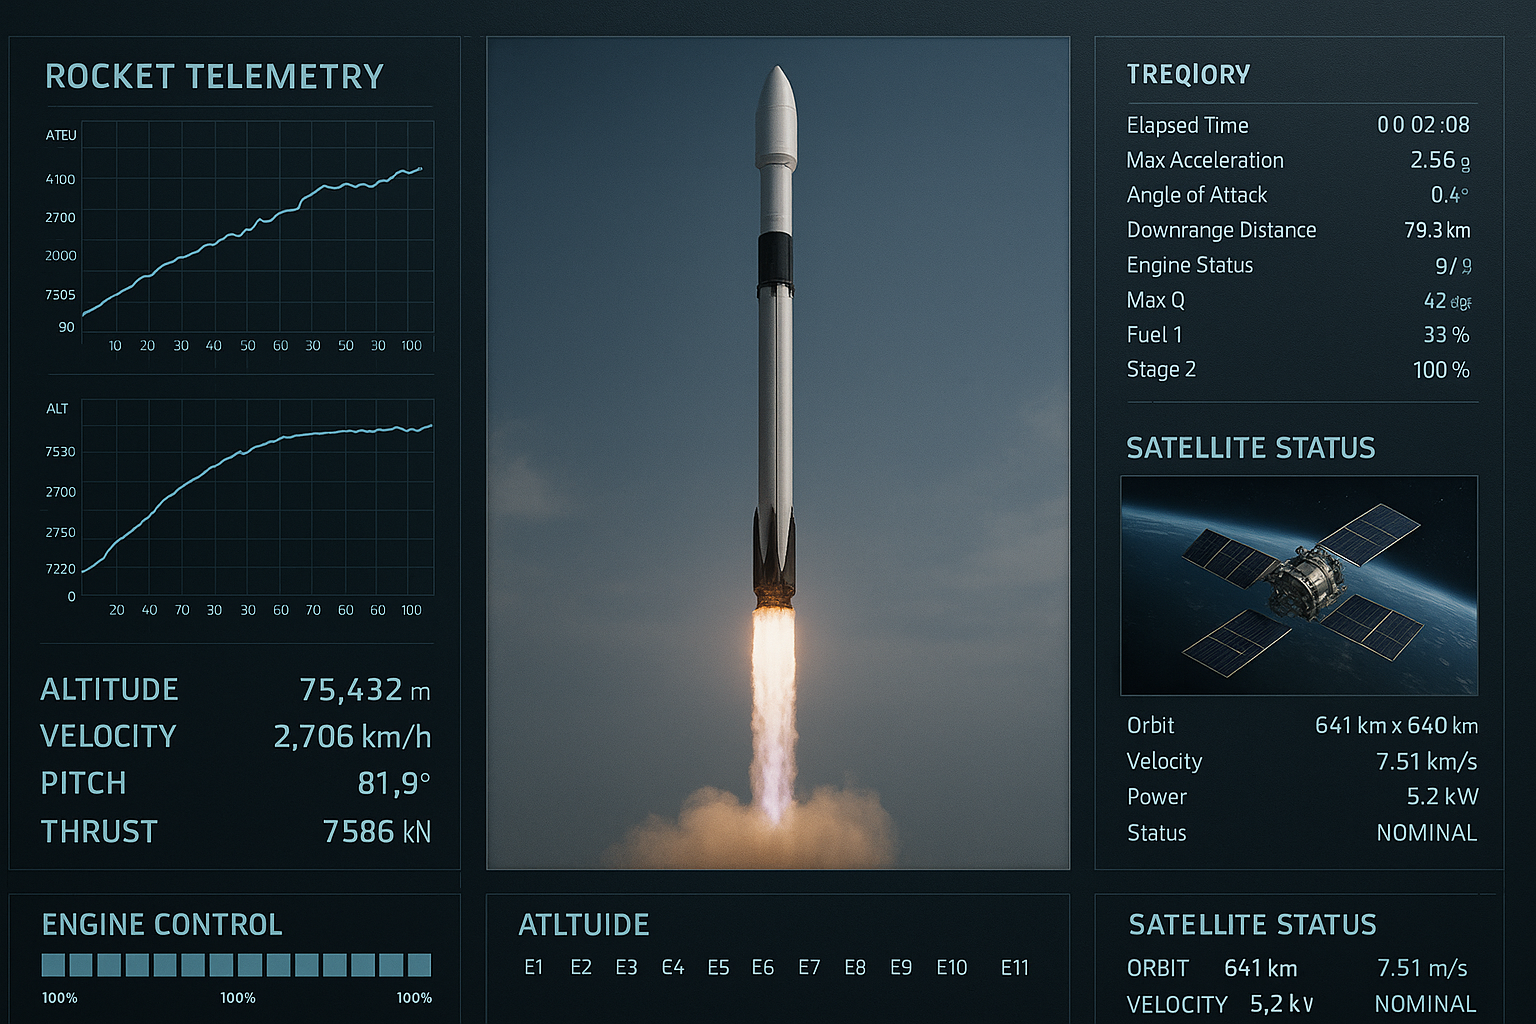 ROCKET TELEMETRY
ATEU
4100
2700
2000
7305
90
10 20 30 40 50 60 30 50 30 100
ALT
7530
2700
2750
7220
0
20 40 70 30 30 60 70 60 60 100
ALTITUDE 75,432 m
VELOCITY 2,706 km/h
PITCH 81,9°
THRUST 7586 kN
ENGINE CONTROL
100% 100% 100%
ATLTUIDE
E1 E2 E3 E4 E5 E6 E7 E8 E9 E10 E11
TREQIORY
Elapsed Time 00 02:08
Max Acceleration 2.56 g
Angle of Attack 0.4°
Downrange Distance 79.3 km
Engine Status 9/9
Max Q 42
Fuel 1 33 %
Stage 2 100 %
SATELLITE STATUS
Orbit 641 km x 640 km
Velocity 7.51 km/s
Power 5.2 kW
Status NOMINAL
SATELLITE STATUS
ORBIT 641 km 7.51 m/s
VELOCITY 5,2 kv NOMINAL